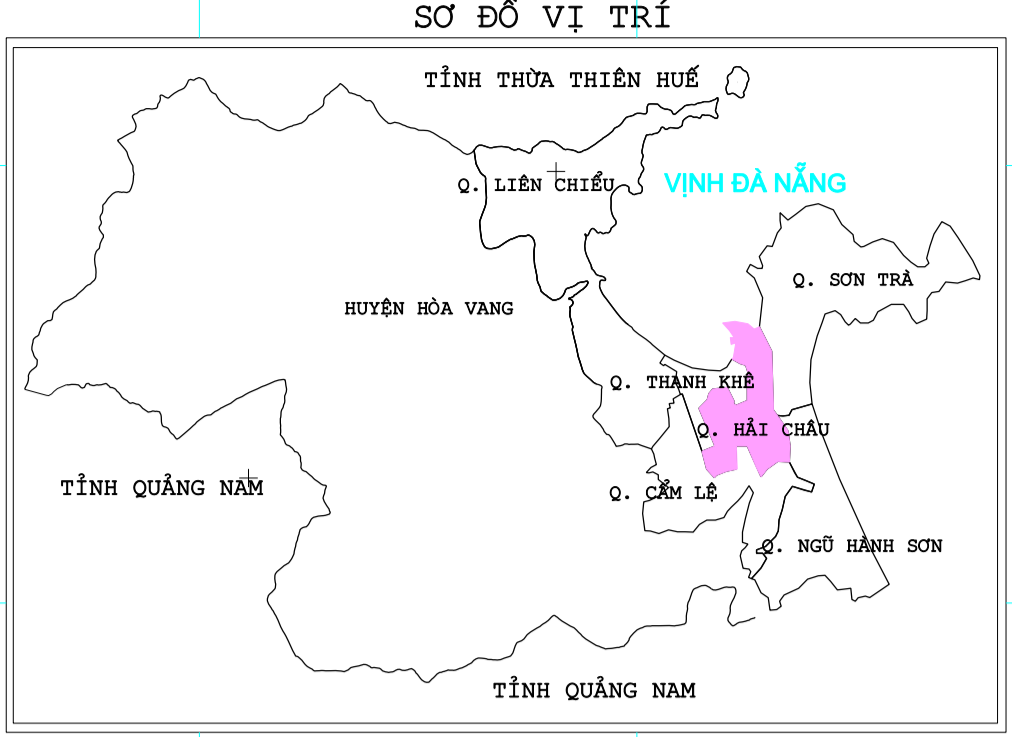 SƠ ĐỒ VỊ TRÍ
TỈNH THỪA THIÊN HUẾ
Q. LIÊN CHIỂU
VỊNH ĐÀ NẴNG
Q. SƠN TRÀ
HUYỆN HÒA VANG
Q. THANH KHÊ
Q. HẢI CHÂU
TỈNH QUẢNG NAM
Q. CẨM LỆ
Q. NGŨ HÀNH SƠN
TỈNH QUẢNG NAM